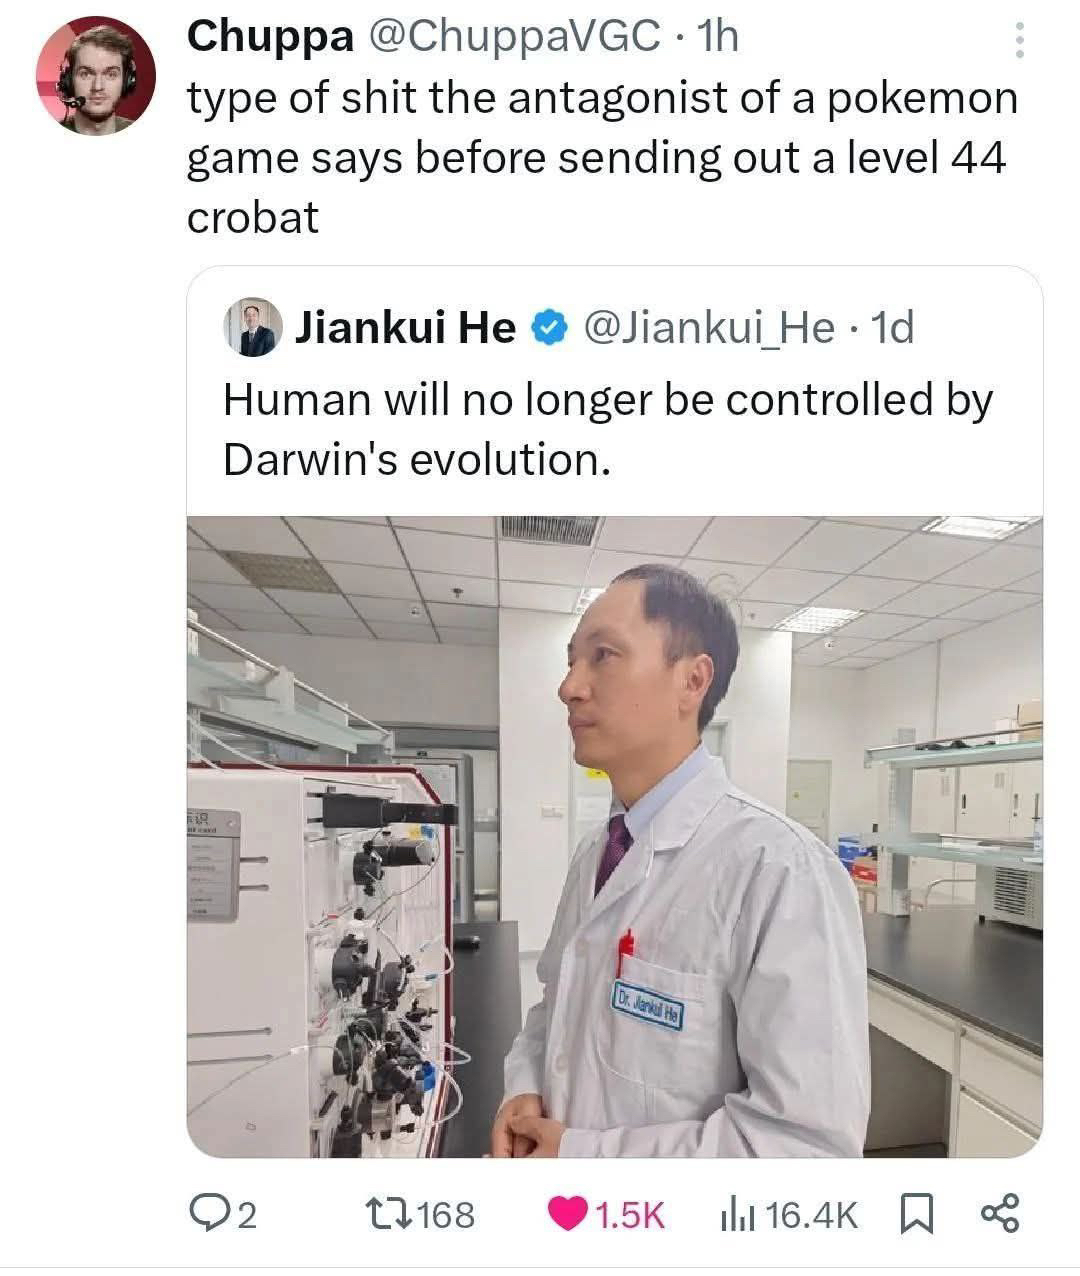 Chuppa @ChuppaVGC · 1h
type of shit the antagonist of a pokemon
game says before sending out a level 44
crobat
Jiankui He @Jiankui_He · 1d
Human will no longer be controlled by
Darwin's evolution.
Dr. Jiankui He
2 168 1.5K 16.4K